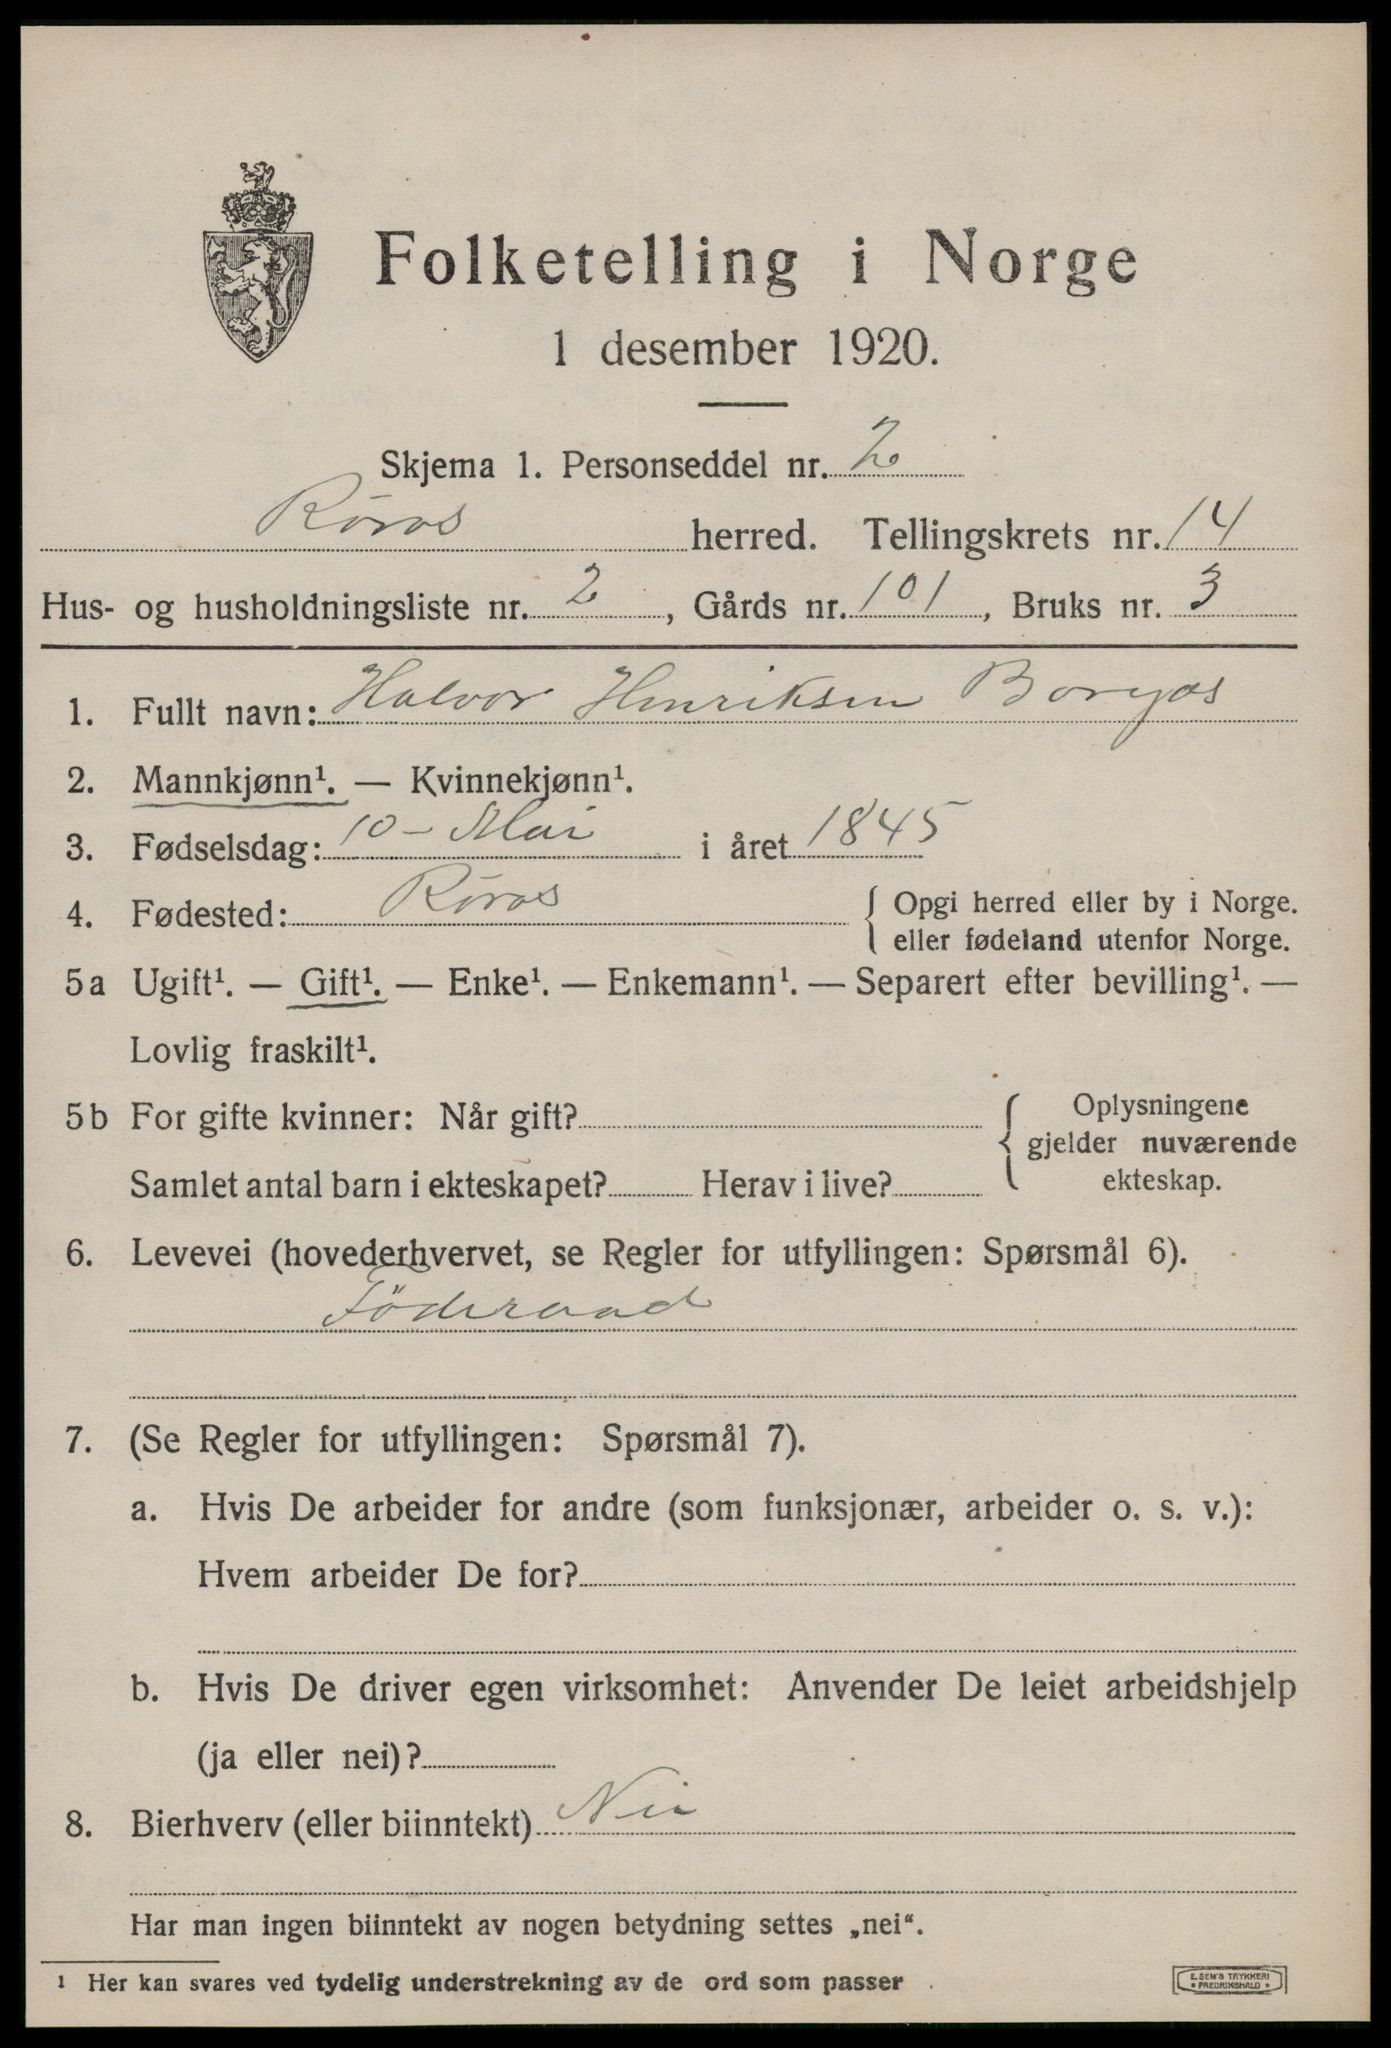 Folketelling i Norge
1 desember 1920.
Skjema 1. Personseddel nr. 2
Røros herred. Tellingskrets nr. 14
Hus- og husholdningsliste nr. 2, Gårds nr. 101, Bruks nr. 3
1. Fullt navn: Halvor Henriksen Borgos
2. Mannkjønn¹. — Kvinnekjønn¹.
3. Fødselsdag: 10 - Mai i året 1845
4. Fødested: Røros { Opgi herred eller by i Norge.
eller fødeland utenfor Norge.
5a Ugift¹. — Gift¹. — Enke¹. — Enkemann¹. — Separert efter bevilling¹. —
Lovlig fraskilt¹.
5b For gifte kvinner: Når gift? { Oplysningene
gjelder nuværende
ekteskap.
Samlet antal barn i ekteskapet? Herav i live?
6. Levevei (hovederhvervet, se Regler for utfyllingen: Spørsmål 6).
Föderaad
7. (Se Regler for utfyllingen: Spørsmål 7).
a. Hvis De arbeider for andre (som funksjonær, arbeider o. s. v.):
Hvem arbeider De for?
b. Hvis De driver egen virksomhet: Anvender De leiet arbeidshjelp
(ja eller nei)?
8. Bierhverv (eller biinntekt) Nei
Har man ingen biinntekt av nogen betydning settes „nei“.
1 Her kan svares ved tydelig understrekning av de ord som passer
E. SEM'S TRYKKERI
• FREDRIKSHALD •